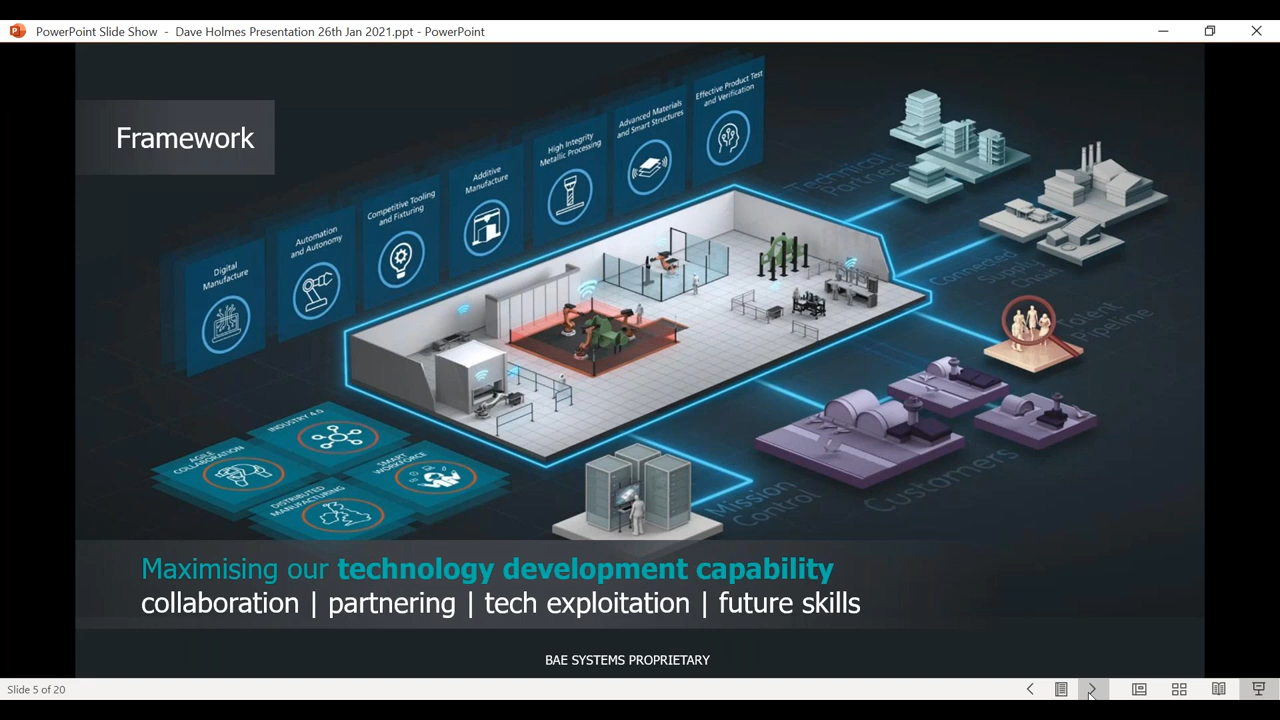 PowerPoint Slide Show - Dave Holmes Presentation 26th Jan 2021.ppt - PowerPoint
Framework
Digital
Manufacture
Automation
and Autonomy
Competitive Tooling
and Fixturing
Additive
Manufacture
High Integrity
Metallic Processing
Advanced Materials
and Smart Structures
Effective Product Test
and Verification
Technical
Partners
Connected
Supply
Chain
Talent
Pipeline
Customers
Mission
Control
INDUSTRY 4.0
AGILE
COLLABORATION
SMART
WORKFORCE
DISTRIBUTED
MANUFACTURING
Maximising our technology development capability
collaboration | partnering | tech exploitation | future skills
BAE SYSTEMS PROPRIETARY
Slide 5 of 20